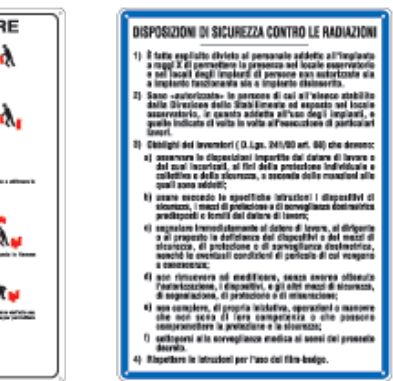 RE
DISPOSIZIONI DI SICUREZZA CONTRO LE RADIAZIONI
1) È fatto esplicito divieto al personale addetto all'impianto
a raggi X di permettere la presenza nel locale osservatorio
e nei locali degli impianti di persone non autorizzate sia
a impianto funzionante sia a impianto disinserito.
2) Sono «autorizzate» le persone di cui all'elenco stabilito
dalla Direzione dello Stabilimento ed esposto nel locale
osservatorio, in quanto addette all'uso degli impianti, e
quelle indicate di volta in volta all'esecuzione di particolari
lavori.
3) Obblighi dei lavoratori ( D.Lgs. 241/00 art. 68) che devono:
a) osservare le disposizioni impartite dal datore di lavoro o
dai suoi incaricati, ai fini della protezione individuale e
collettiva e della sicurezza, a seconda delle mansioni alle
quali sono addetti;
b) usare secondo le specifiche istruzioni i dispositivi di
sicurezza, i mezzi di protezione e di sorveglianza dosimetrica
predisposti o forniti dal datore di lavoro;
c) segnalare immediatamente al datore di lavoro, al dirigente
o al preposto le deficienze dei dispositivi e dei mezzi di
sicurezza, di protezione e di sorveglianza dosimetrica,
nonché le eventuali condizioni di pericolo di cui vengano
a conoscenza;
d) non rimuovere né modificare, senza averne ottenuto
l'autorizzazione, i dispositivi, e gli altri mezzi di sicurezza,
di segnalazione, di protezione e di misurazione;
e) non compiere, di propria iniziativa, operazioni o manovre
che non sono di loro competenza o che possono
compromettere la protezione e la sicurezza;
f) sottoporsi alla sorveglianza medica ai sensi del presente
decreto.
4) Rispettare le istruzioni per l'uso del film-badge.